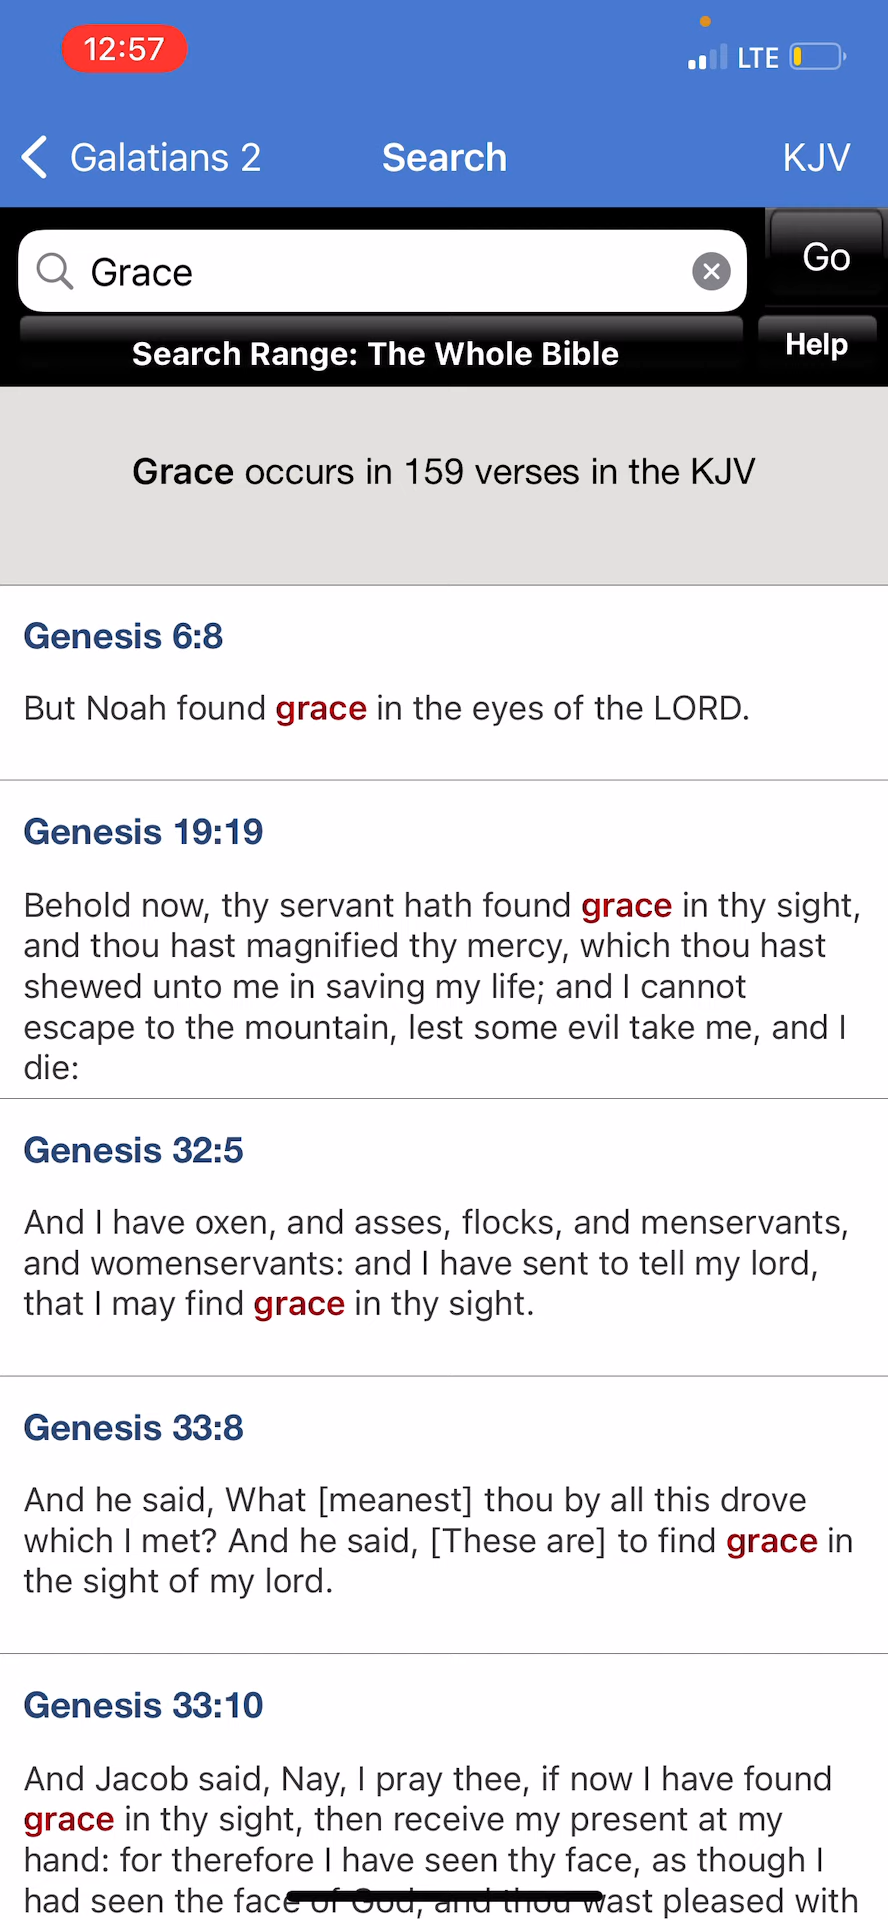 12:57
LTE
Galatians 2
Search
KJV
Grace
Go
Search Range: The Whole Bible
Help
Grace occurs in 159 verses in the KJV
Genesis 6:8
But Noah found grace in the eyes of the LORD.
Genesis 19:19
Behold now, thy servant hath found grace in thy sight,
and thou hast magnified thy mercy, which thou hast
shewed unto me in saving my life; and I cannot
escape to the mountain, lest some evil take me, and I
die:
Genesis 32:5
And I have oxen, and asses, flocks, and menservants,
and womenservants: and I have sent to tell my lord,
that I may find grace in thy sight.
Genesis 33:8
And he said, What [meanest] thou by all this drove
which I met? And he said, [These are] to find grace in
the sight of my lord.
Genesis 33:10
And Jacob said, Nay, I pray thee, if now I have found
grace in thy sight, then receive my present at my
hand: for therefore I have seen thy face, as though I
had seen the face of God, and thou wast pleased with